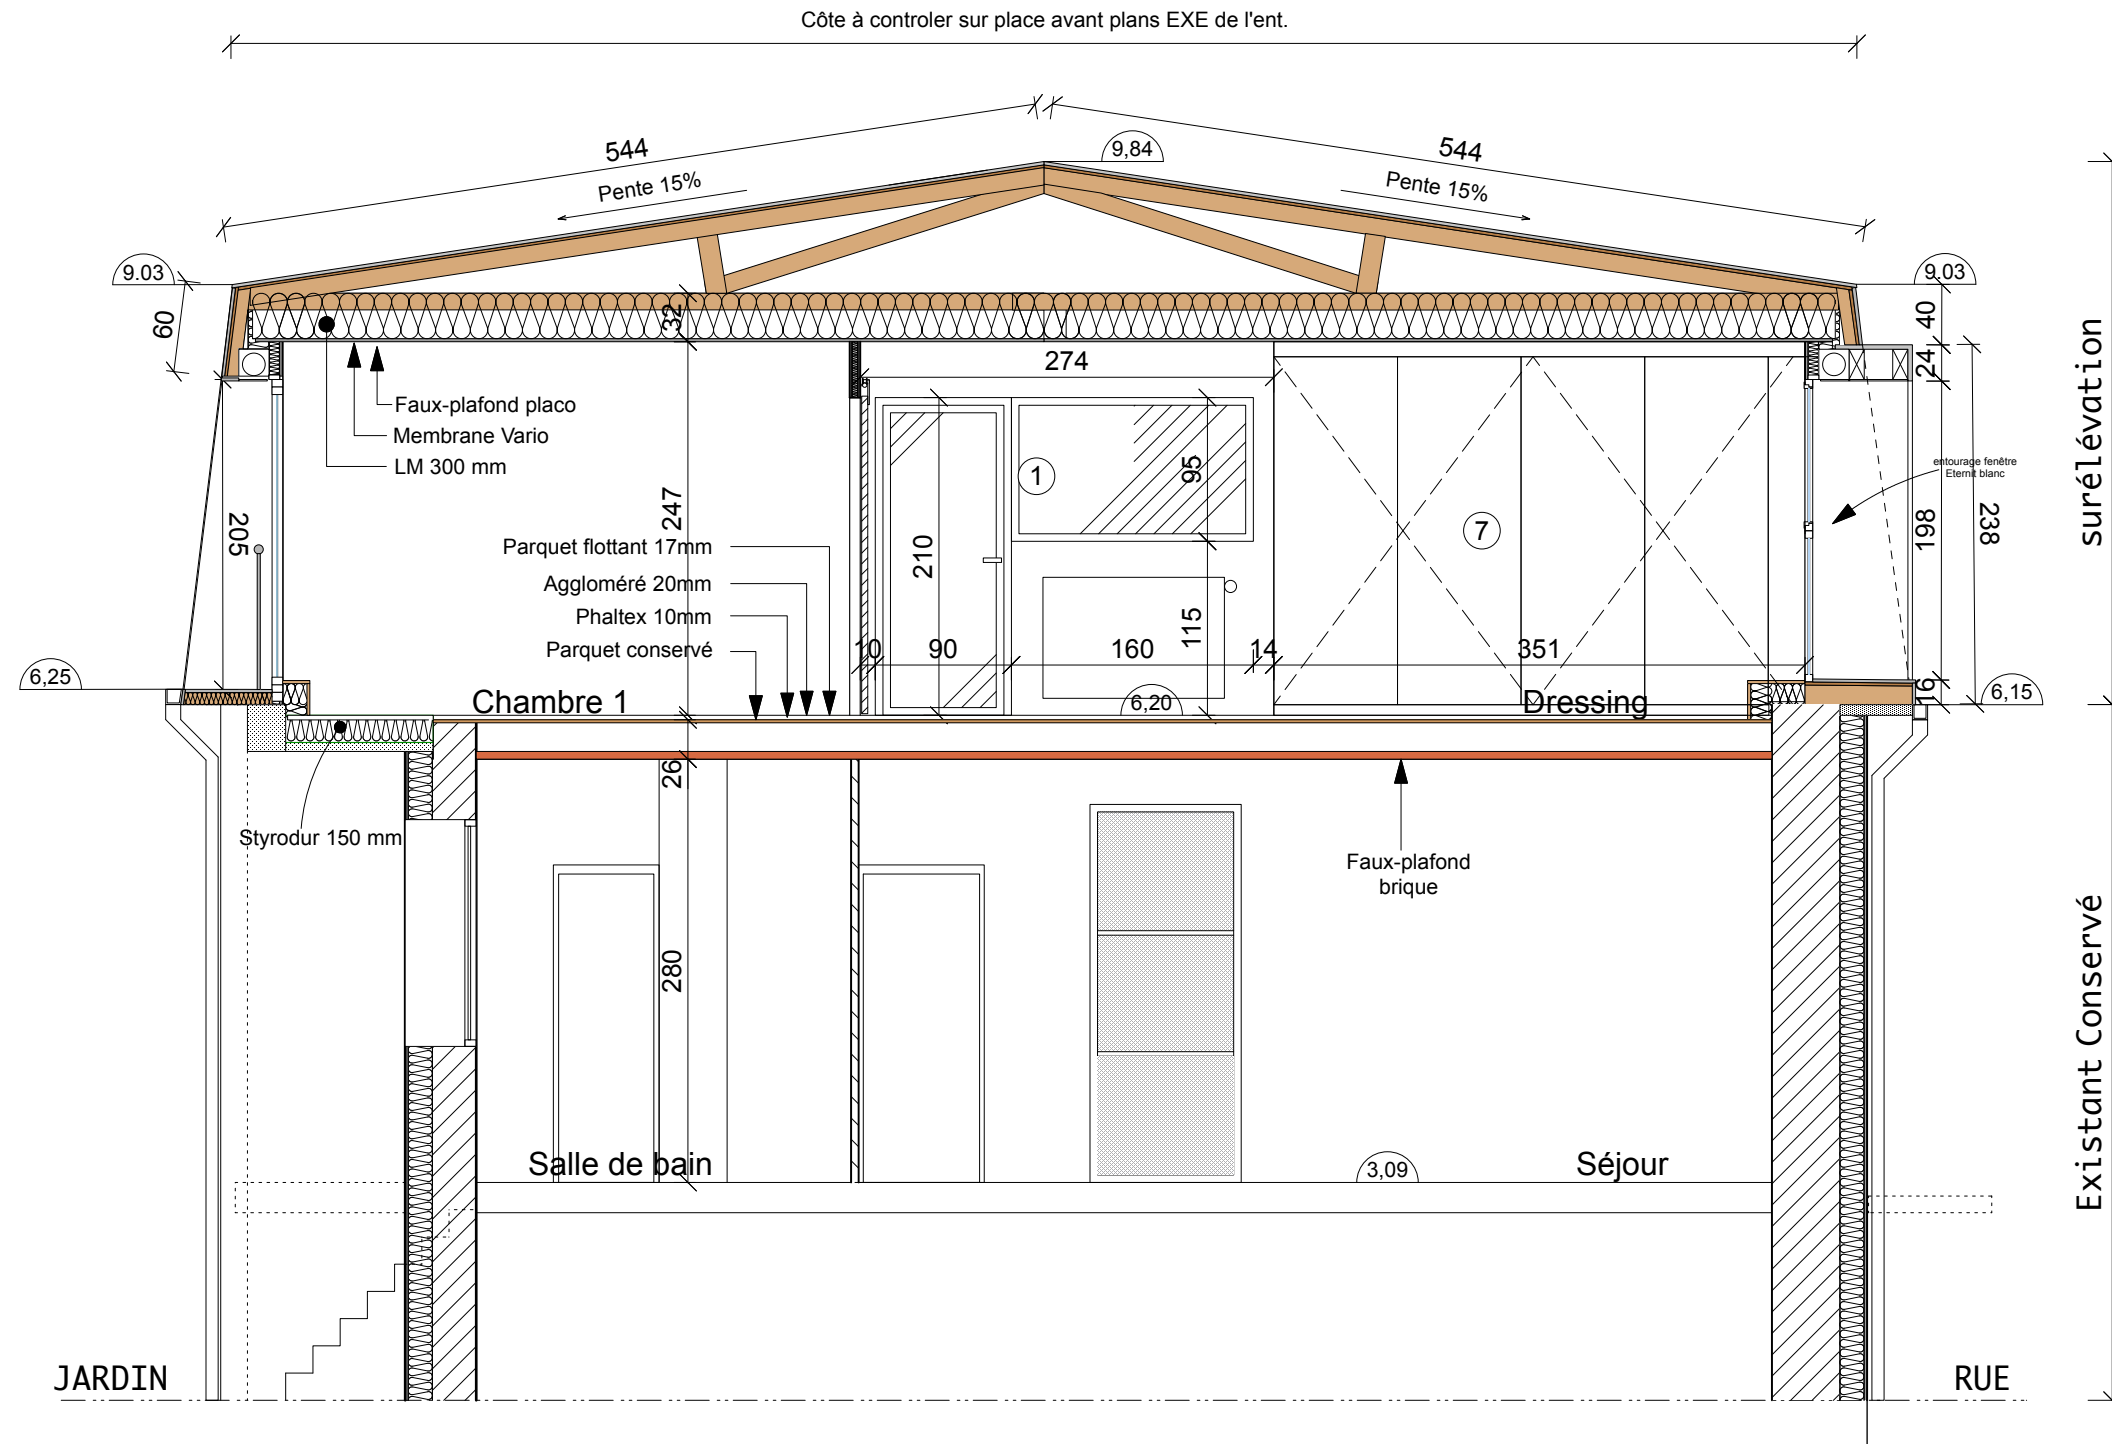 Côte à controler sur place avant plans EXE de l'ent.
544
544
9,84
Pente 15%
Pente 15%
9.03
9.03
60
32
40
24
274
Faux-plafond placo
Membrane Vario
LM 300 mm
1
95
entourage fenêtre
Eternit blanc
surélévation
205
247
210
7
198
238
Parquet flottant 17mm
Aggloméré 20mm
Phaltex 10mm
Parquet conservé
115
10
90
160
14
351
6,25
Chambre 1
6,20
Dressing
16
6,15
26
Styrodur 150 mm
Faux-plafond
brique
280
Existant Conservé
Salle de bain
3,09
Séjour
JARDIN
RUE